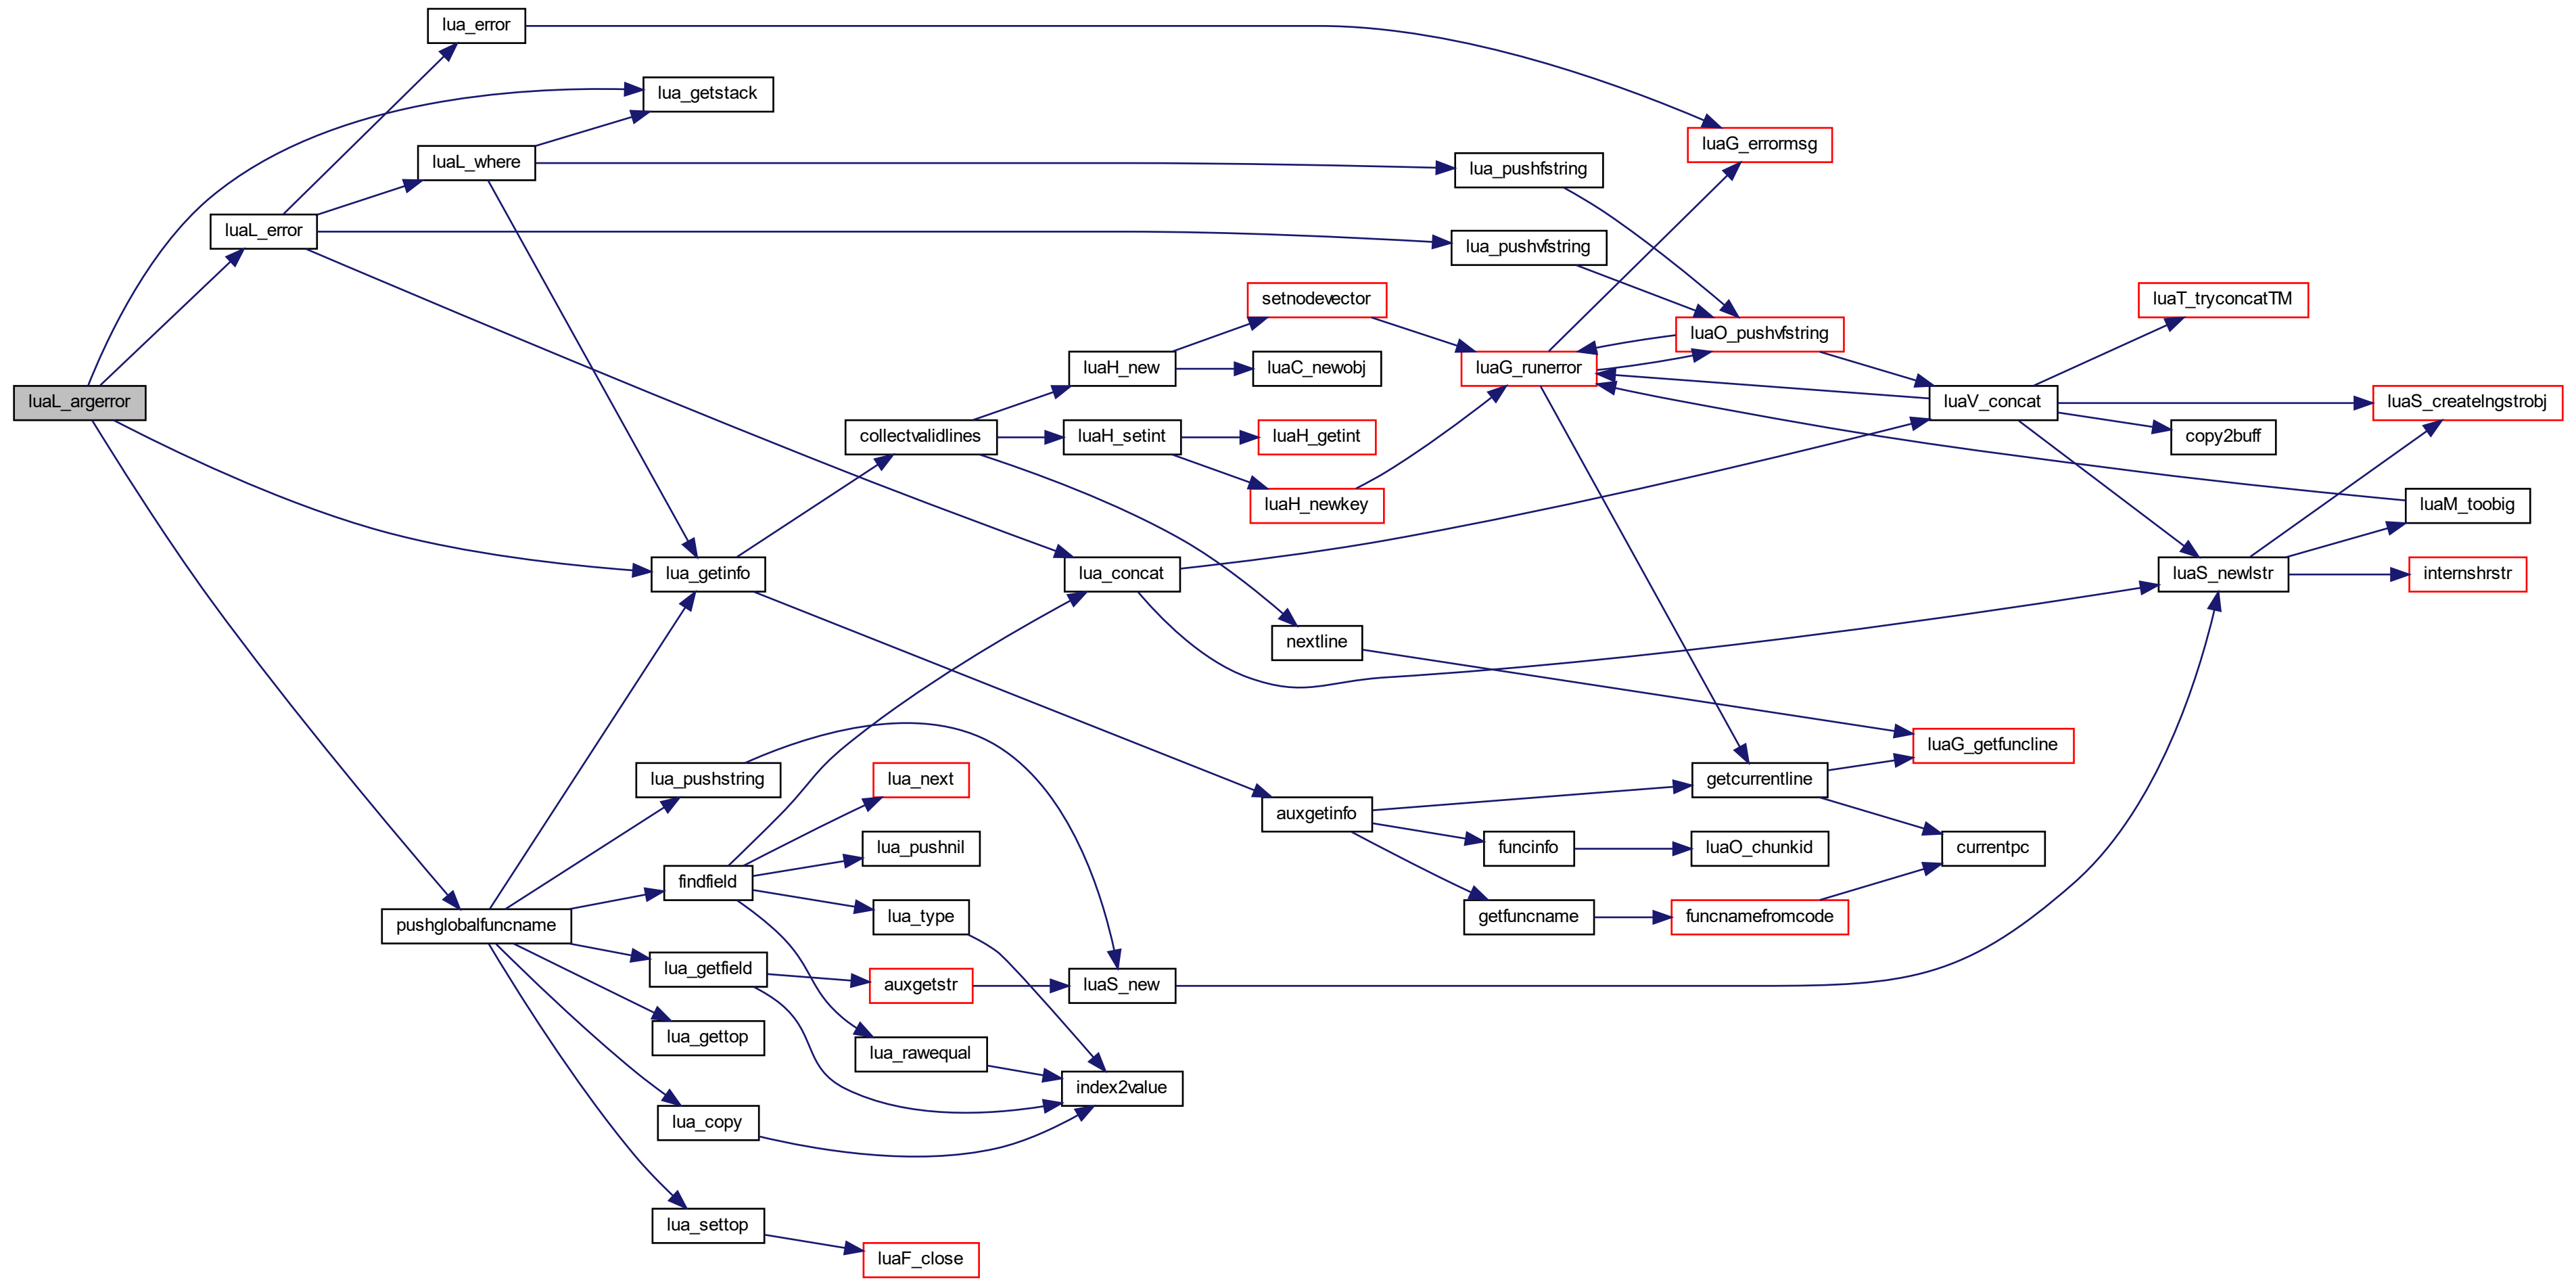 lua_error
lua_getstack
luaG_errormsg
luaL_where
lua_pushfstring
luaL_error
lua_pushvfstring
setnodevector
luaT_tryconcatTM
luaO_pushvfstring
luaH_new
luaC_newobj
luaG_runerror
luaL_argerror
luaV_concat
luaS_createlngstrobj
collectvalidlines
luaH_setint
luaH_getint
copy2buff
luaH_newkey
luaM_toobig
lua_getinfo
lua_concat
luaS_newlstr
internshrstr
nextline
luaG_getfuncline
lua_pushstring
lua_next
getcurrentline
auxgetinfo
lua_pushnil
funcinfo
luaO_chunkid
currentpc
findfield
lua_type
getfuncname
funcnamefromcode
pushglobalfuncname
lua_getfield
auxgetstr
luaS_new
lua_gettop
lua_rawequal
index2value
lua_copy
lua_settop
luaF_close